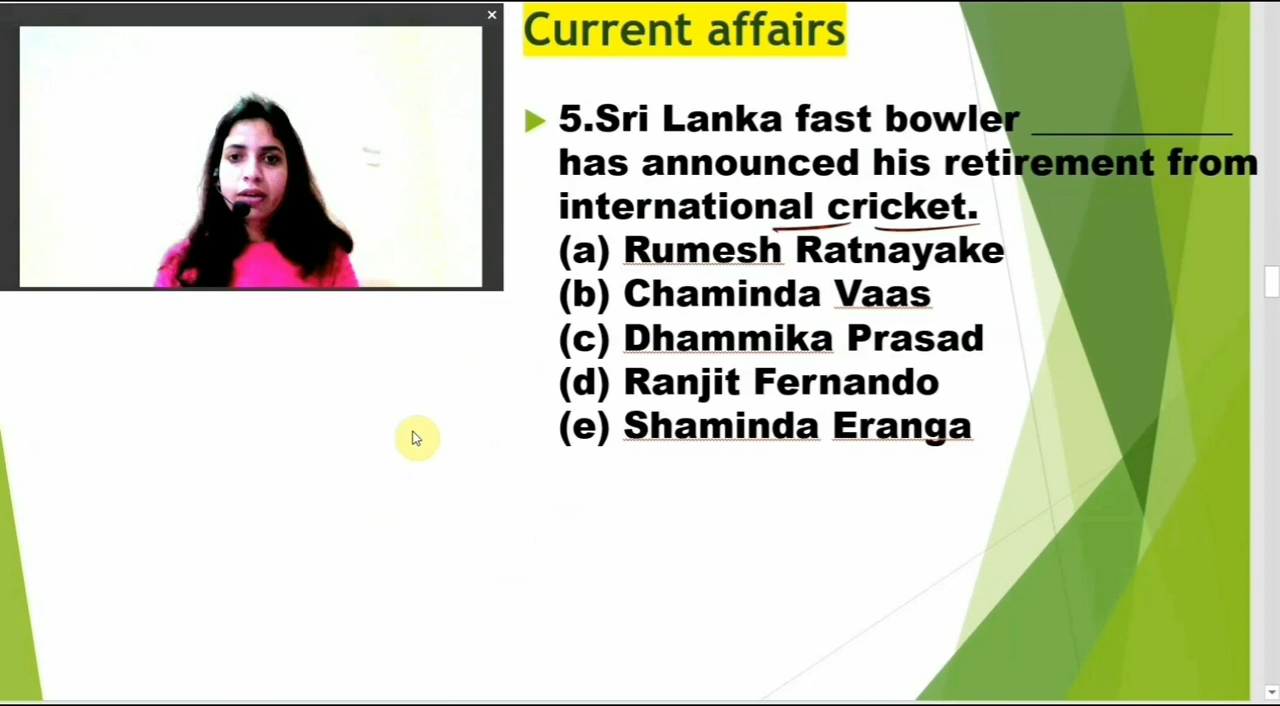 Current affairs
5.Sri Lanka fast bowler __________
has announced his retirement from
international cricket.
(a) Rumesh Ratnayake
(b) Chaminda Vaas
(c) Dhammika Prasad
(d) Ranjit Fernando
(e) Shaminda Eranga